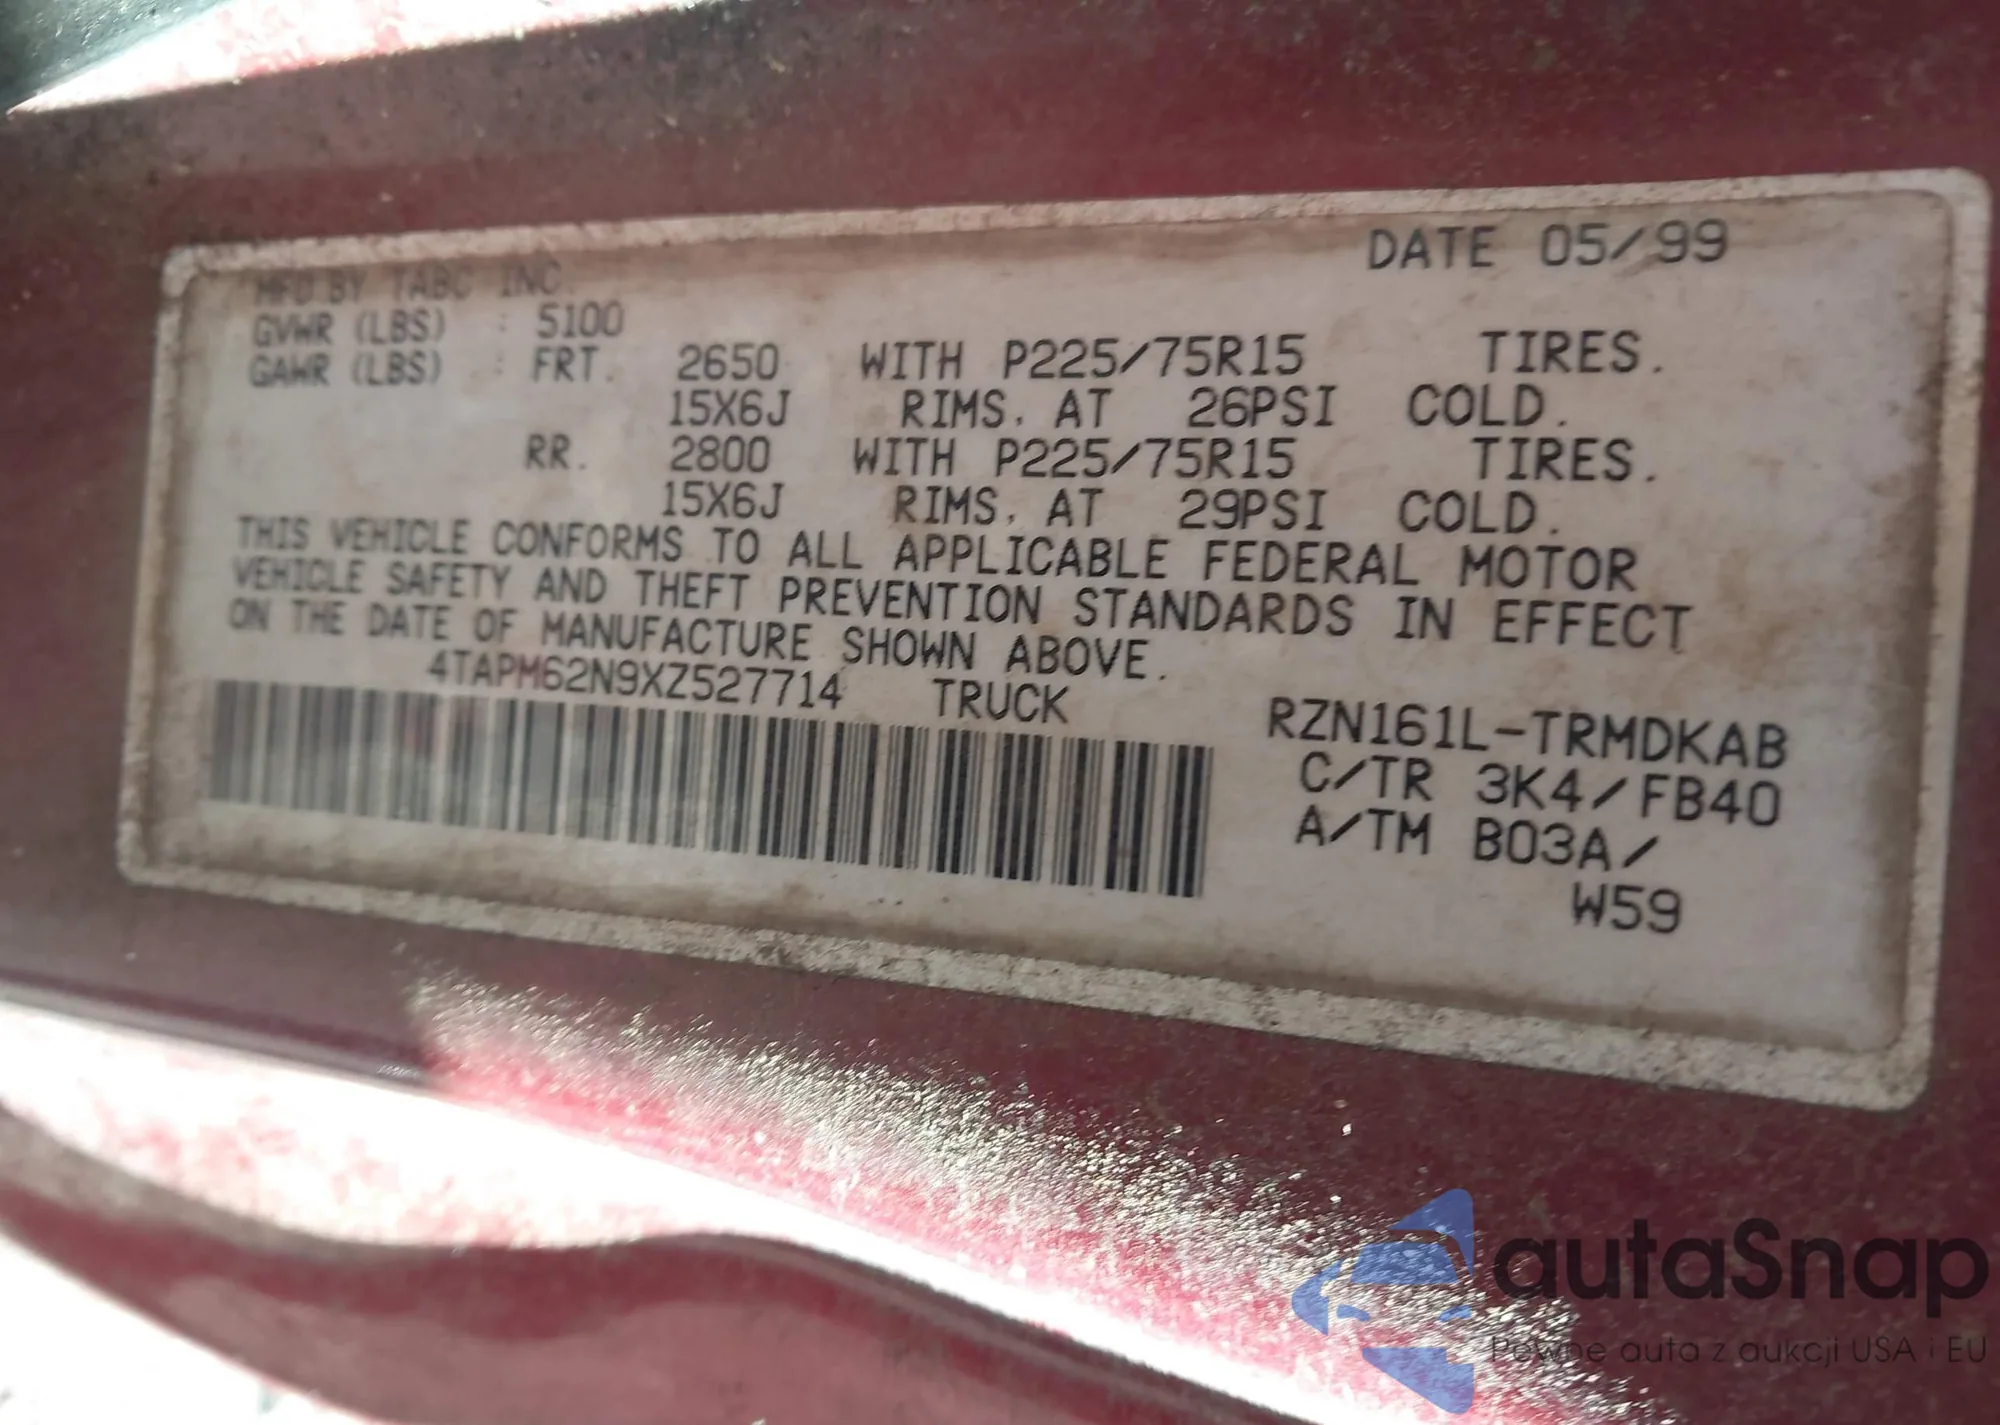 DATE 05/99
MFD.BY TABC INC.
GVWR (LBS) : 5100
GAWR (LBS) : FRT. 2650 WITH P225/75R15 TIRES.
15X6J RIMS, AT 26PSI COLD.
RR. 2800 WITH P225/75R15 TIRES.
15X6J RIMS, AT 29PSI COLD.
THIS VEHICLE CONFORMS TO ALL APPLICABLE FEDERAL MOTOR
VEHICLE SAFETY AND THEFT PREVENTION STANDARDS IN EFFECT
ON THE DATE OF MANUFACTURE SHOWN ABOVE.
4TAPM62N9XZ527714 TRUCK
RZN161L-TRMDKAB
C/TR 3K4/FB40
A/TM B03A/
W59
autaSnap
Pewne auta z aukcji USA i EU